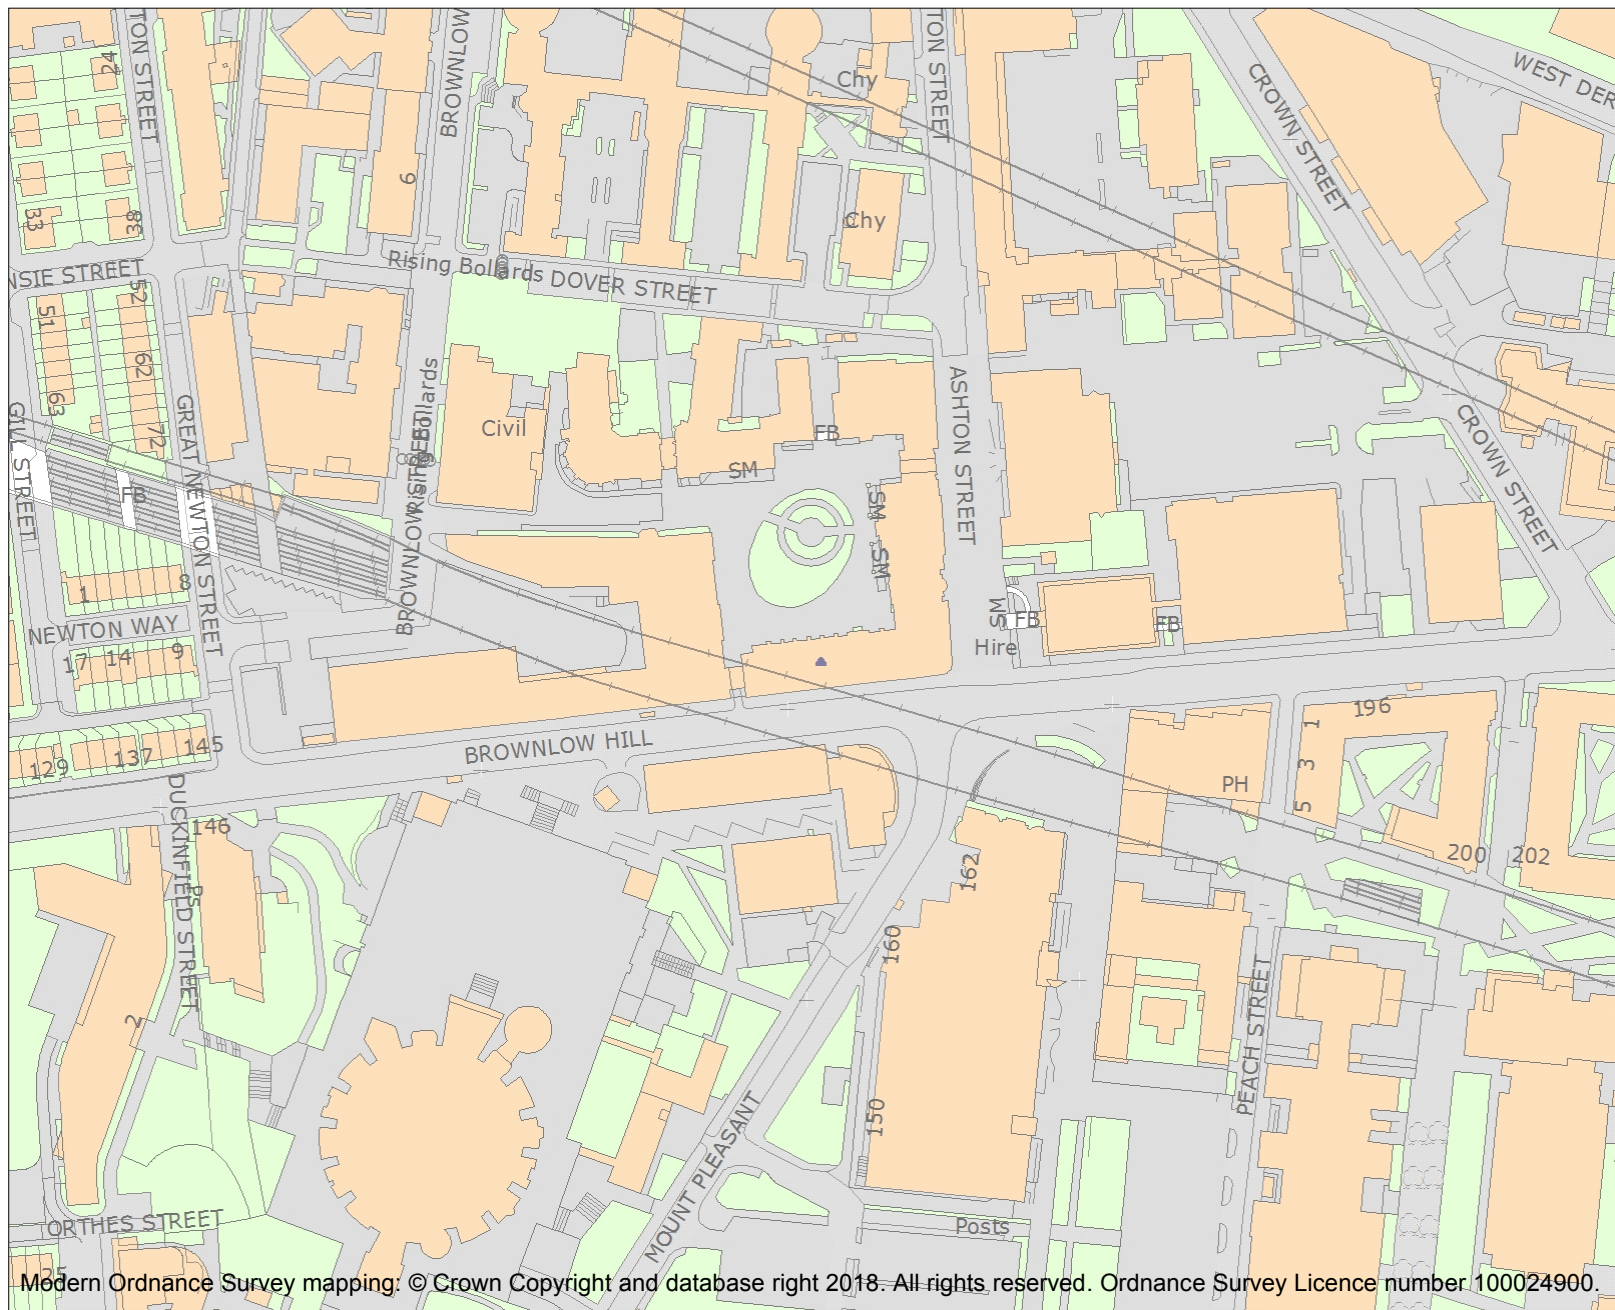 TON STREET
BROWNLOW
TON STREET
CROWN STREET
WEST DER
24
Chy
6
33
38
Chy
NSIE STREET
Rising Bollards
DOVER STREET
51
52
62
63
72
GREAT NEWTON STREET
Rising Bollards
BROWNLOW STREET
Civil
FB
SM
ASHTON STREET
CROWN STREET
GILL STREET
FB
SM
SM
1
8
NEWTON WAY
17
14
9
SM
FB
FB
Hire
129
137
145
BROWNLOW HILL
196
1
3
5
PH
DUCKINFIELD STREET
146
Ps
162
200
202
160
2
PEACH STREET
150
MOUNT PLEASANT
ORTHES STREET
Posts
25
Modern Ordnance Survey mapping: © Crown Copyright and database right 2018. All rights reserved. Ordnance Survey Licence number 100024900.